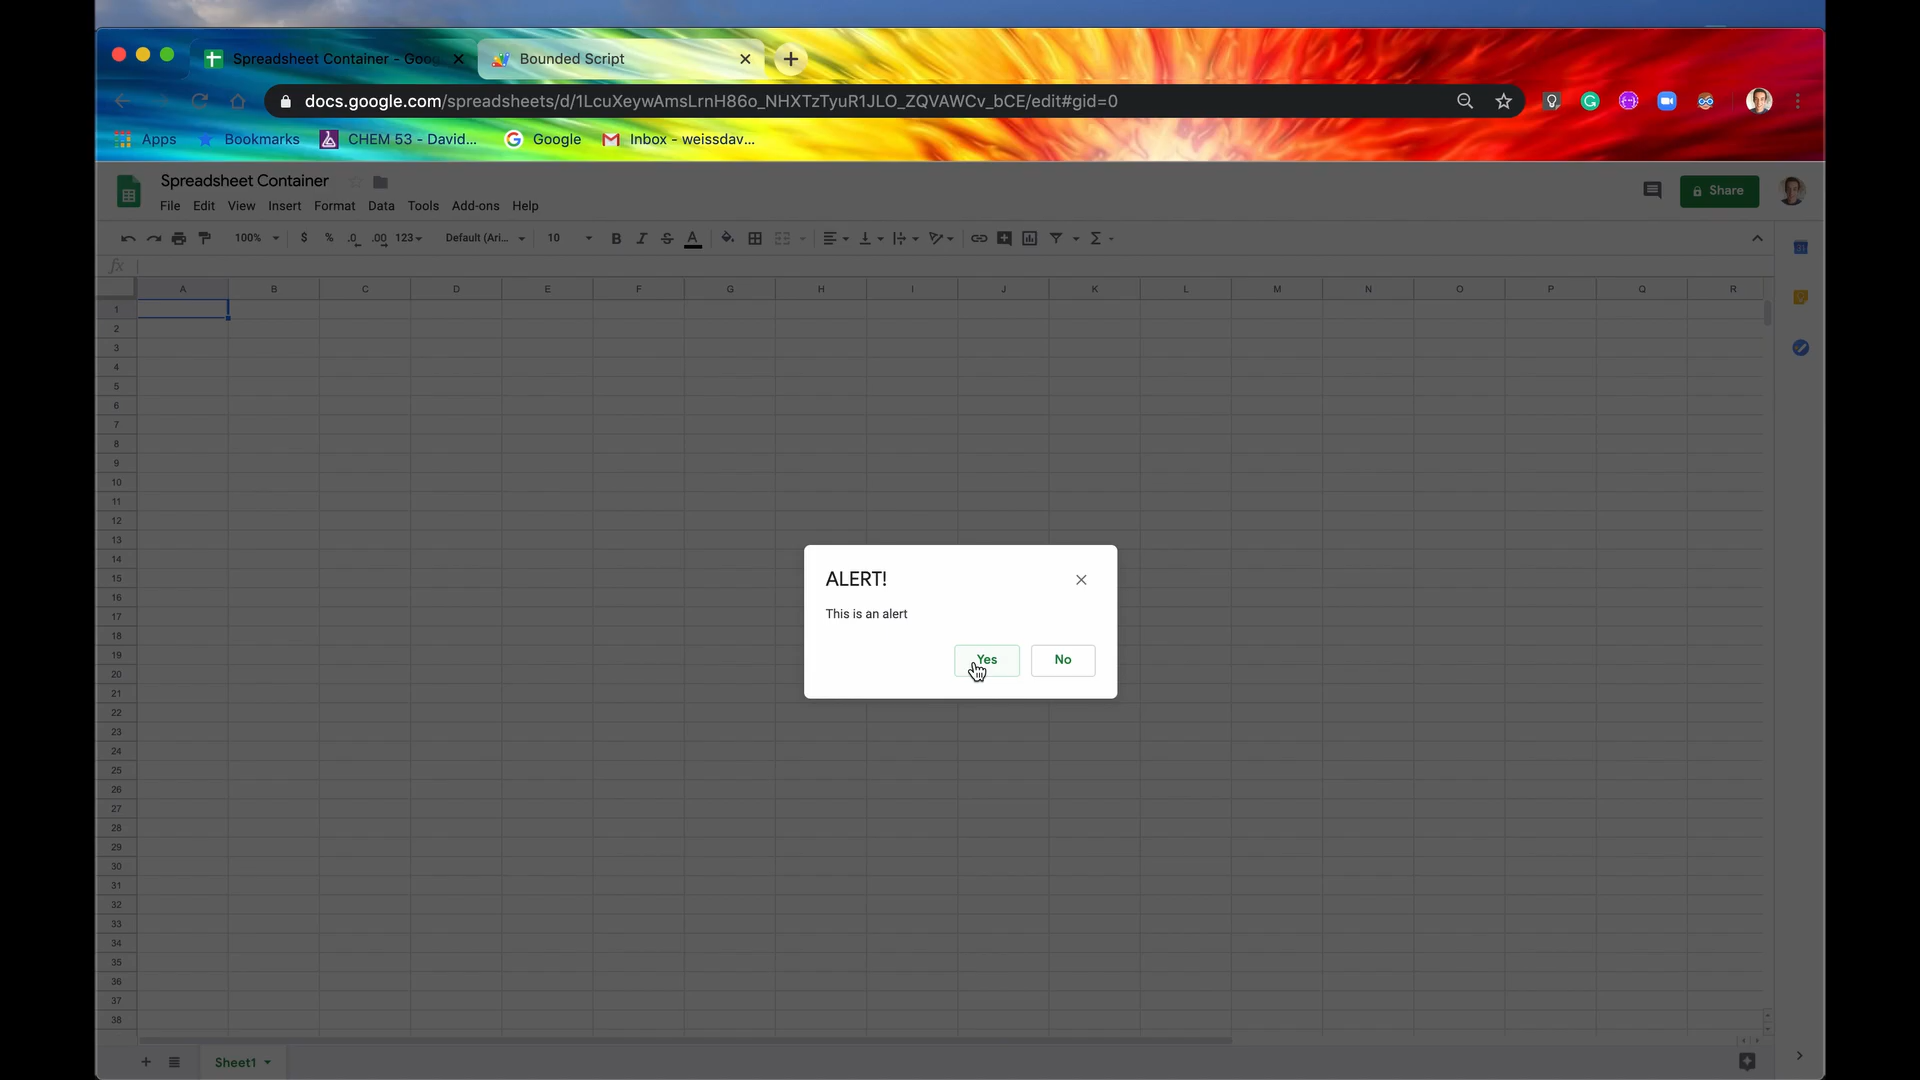 Spreadsheet Container - Goog
Bounded Script
docs.google.com/spreadsheets/d/1LcuXeywAmsLrnH86o_NHXTzTyuR1JLO_ZQVAWCv_bCE/edit#gid=0
Apps Bookmarks CHEM 53 - David... Google Inbox - weissdav...
Spreadsheet Container
Share
File Edit View Insert Format Data Tools Add-ons Help
100% $ % .0 .00 123 Default (Ari... 10 B I S A Σ
fx
A B C D E F G H I J K L M N O P Q R
1
2
3
4
5
6
7
8
9
10
11
12
13
14
15
16
17
18
19
20
21
22
23
24
25
26
27
28
29
30
31
32
33
34
35
36
37
38
ALERT!
This is an alert
Yes No
Sheet1